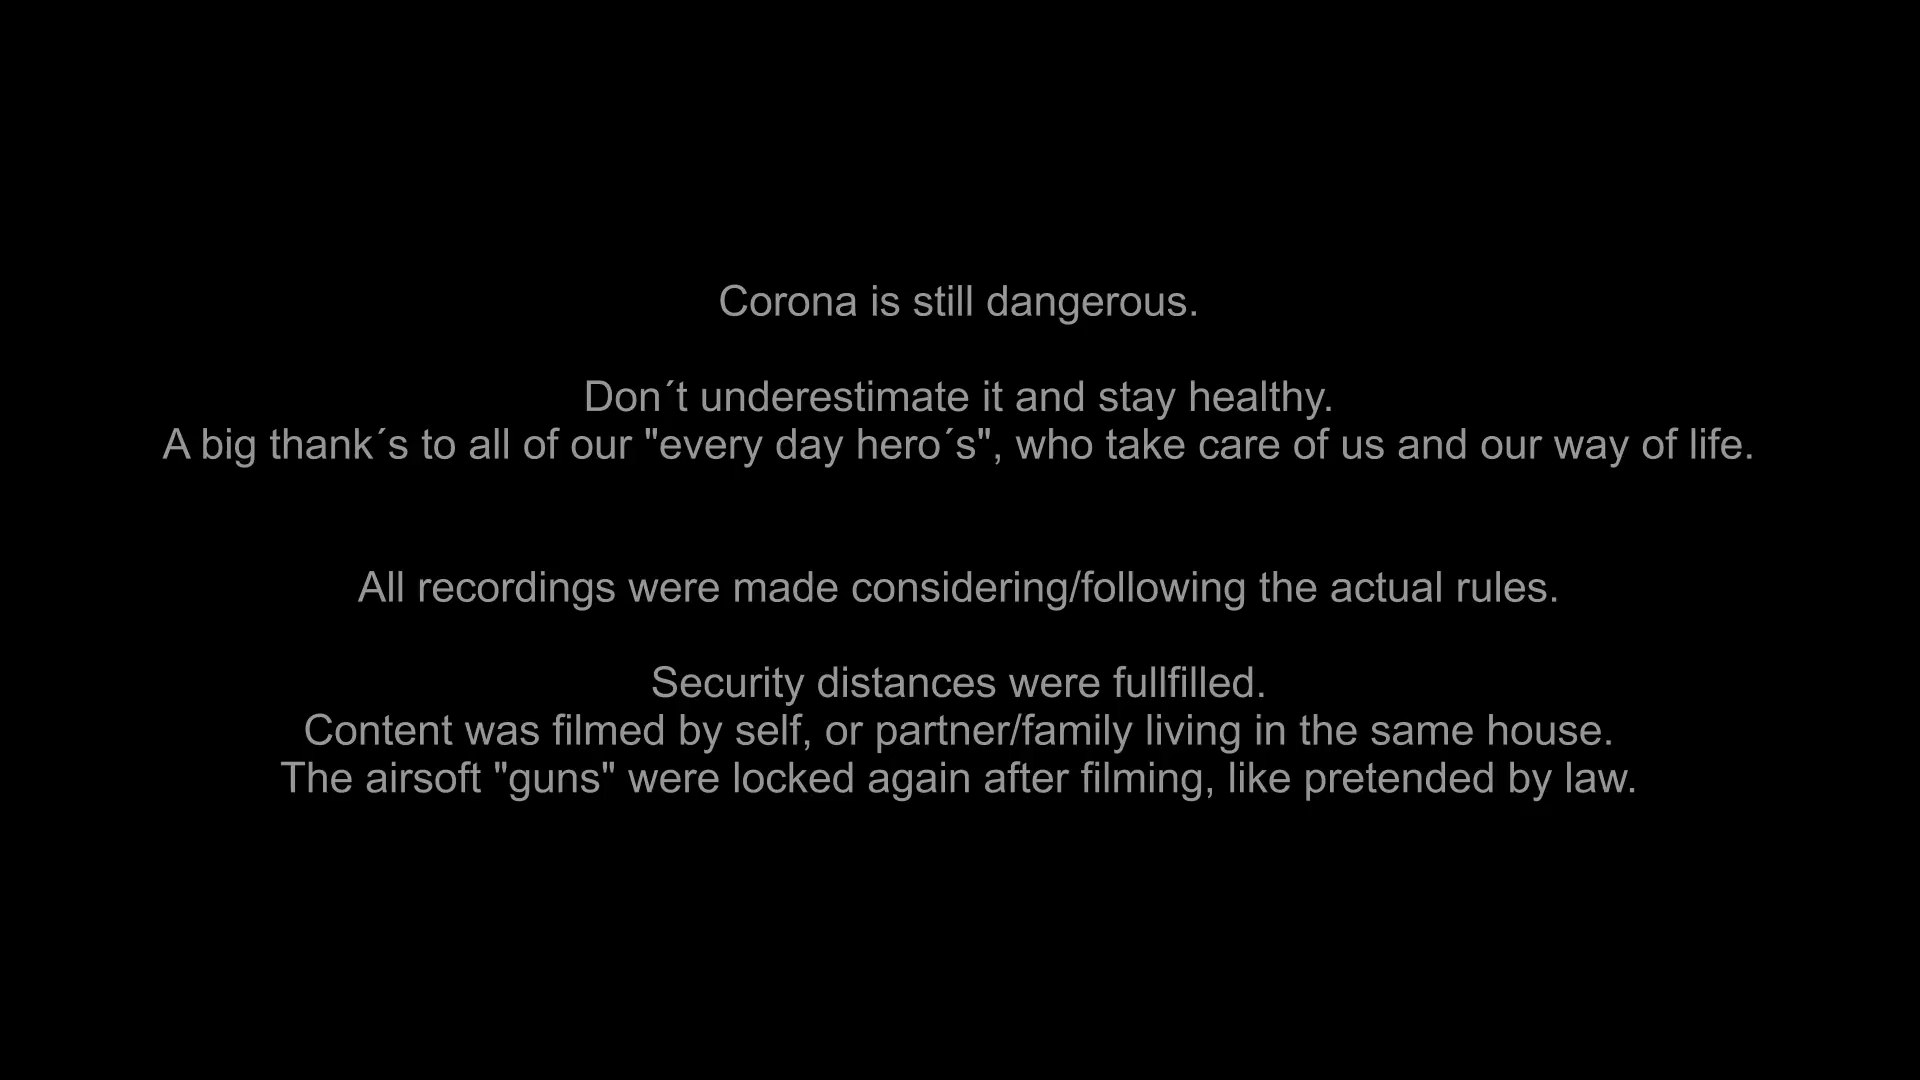 Corona is still dangerous.
Don´t underestimate it and stay healthy.
A big thank´s to all of our "every day hero´s", who take care of us and our way of life.
All recordings were made considering/following the actual rules.
Security distances were fullfilled.
Content was filmed by self, or partner/family living in the same house.
The airsoft "guns" were locked again after filming, like pretended by law.